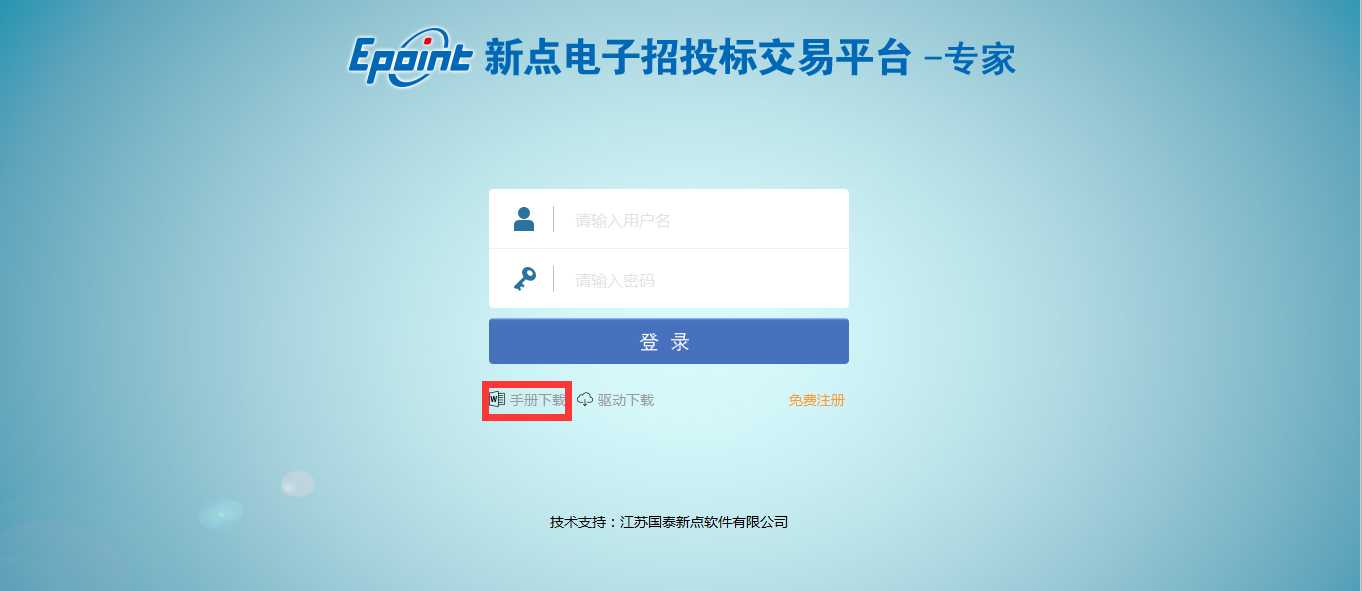 Epoint 新点电子招投标交易平台 -专家
请输入用户名
请输入密码
登 录
手册下载 驱动下载 免费注册
技术支持：江苏国泰新点软件有限公司